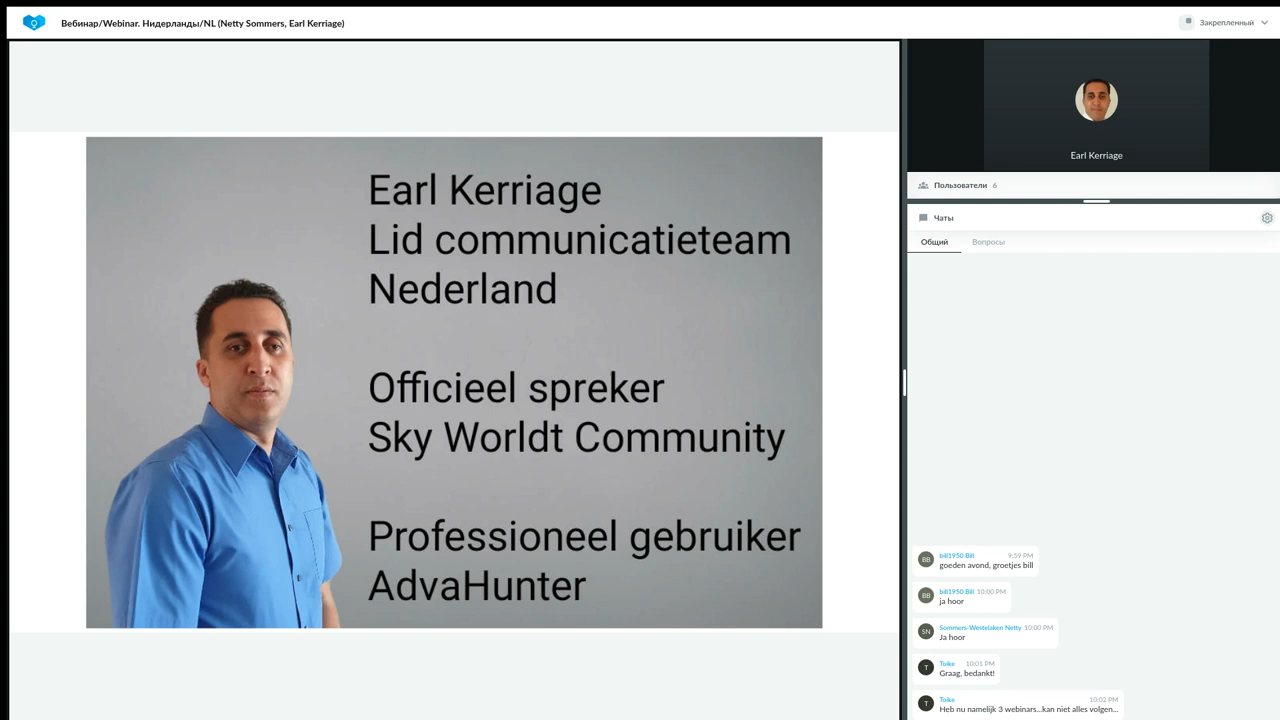 Вебинар/Webinar. Нидерланды/NL (Netty Sommers, Earl Kerriage)
Закрепленный
Earl Kerriage
Lid communicatieteam
Nederland
Officieel spreker
Sky Worldt Community
Professioneel gebruiker
AdvaHunter
Earl Kerriage
Пользователи 6
Чаты
Общий Вопросы
BB bill1950 Bill 9:59 PM
goeden avond, groetjes bill
BB bill1950 Bill 10:00 PM
ja hoor
SN Sommers-Westelaken Netty 10:00 PM
Ja hoor
T Toike 10:01 PM
Graag, bedankt!
T Toike 10:02 PM
Heb nu namelijk 3 webinars...kan niet alles volgen...